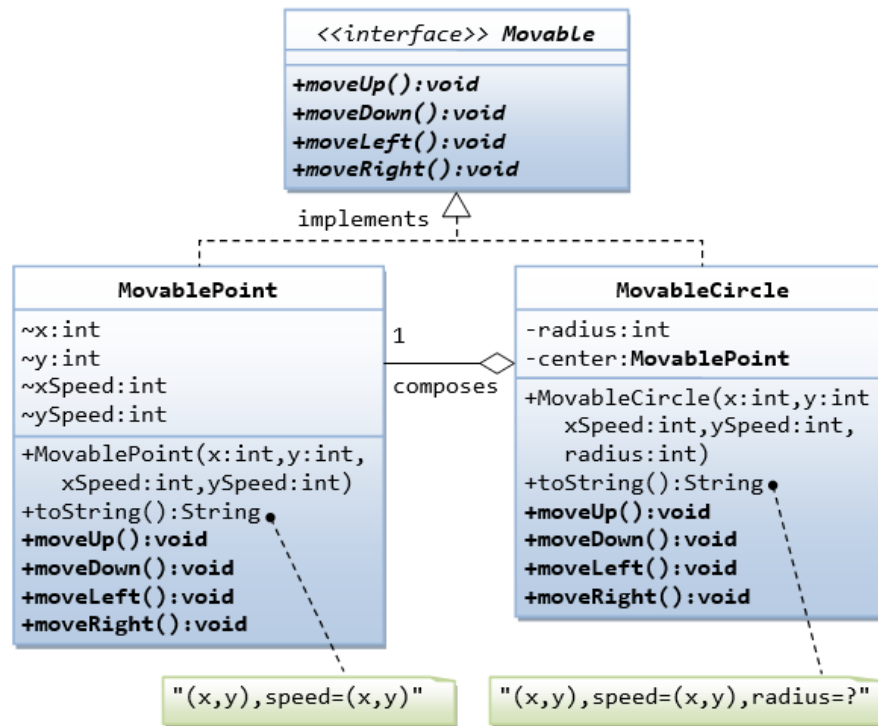 <<interface>> Movable
+moveUp():void
+moveDown():void
+moveLeft():void
+moveRight():void
implements
MovablePoint
~x:int
~y:int
~xSpeed:int
~ySpeed:int
+MovablePoint(x:int,y:int,
xSpeed:int,ySpeed:int)
+toString():String
+moveUp():void
+moveDown():void
+moveLeft():void
+moveRight():void
1
composes
MovableCircle
-radius:int
-center:MovablePoint
+MovableCircle(x:int,y:int
xSpeed:int,ySpeed:int,
radius:int)
+toString():String
+moveUp():void
+moveDown():void
+moveLeft():void
+moveRight():void
"(x,y),speed=(x,y)"
"(x,y),speed=(x,y),radius=?"